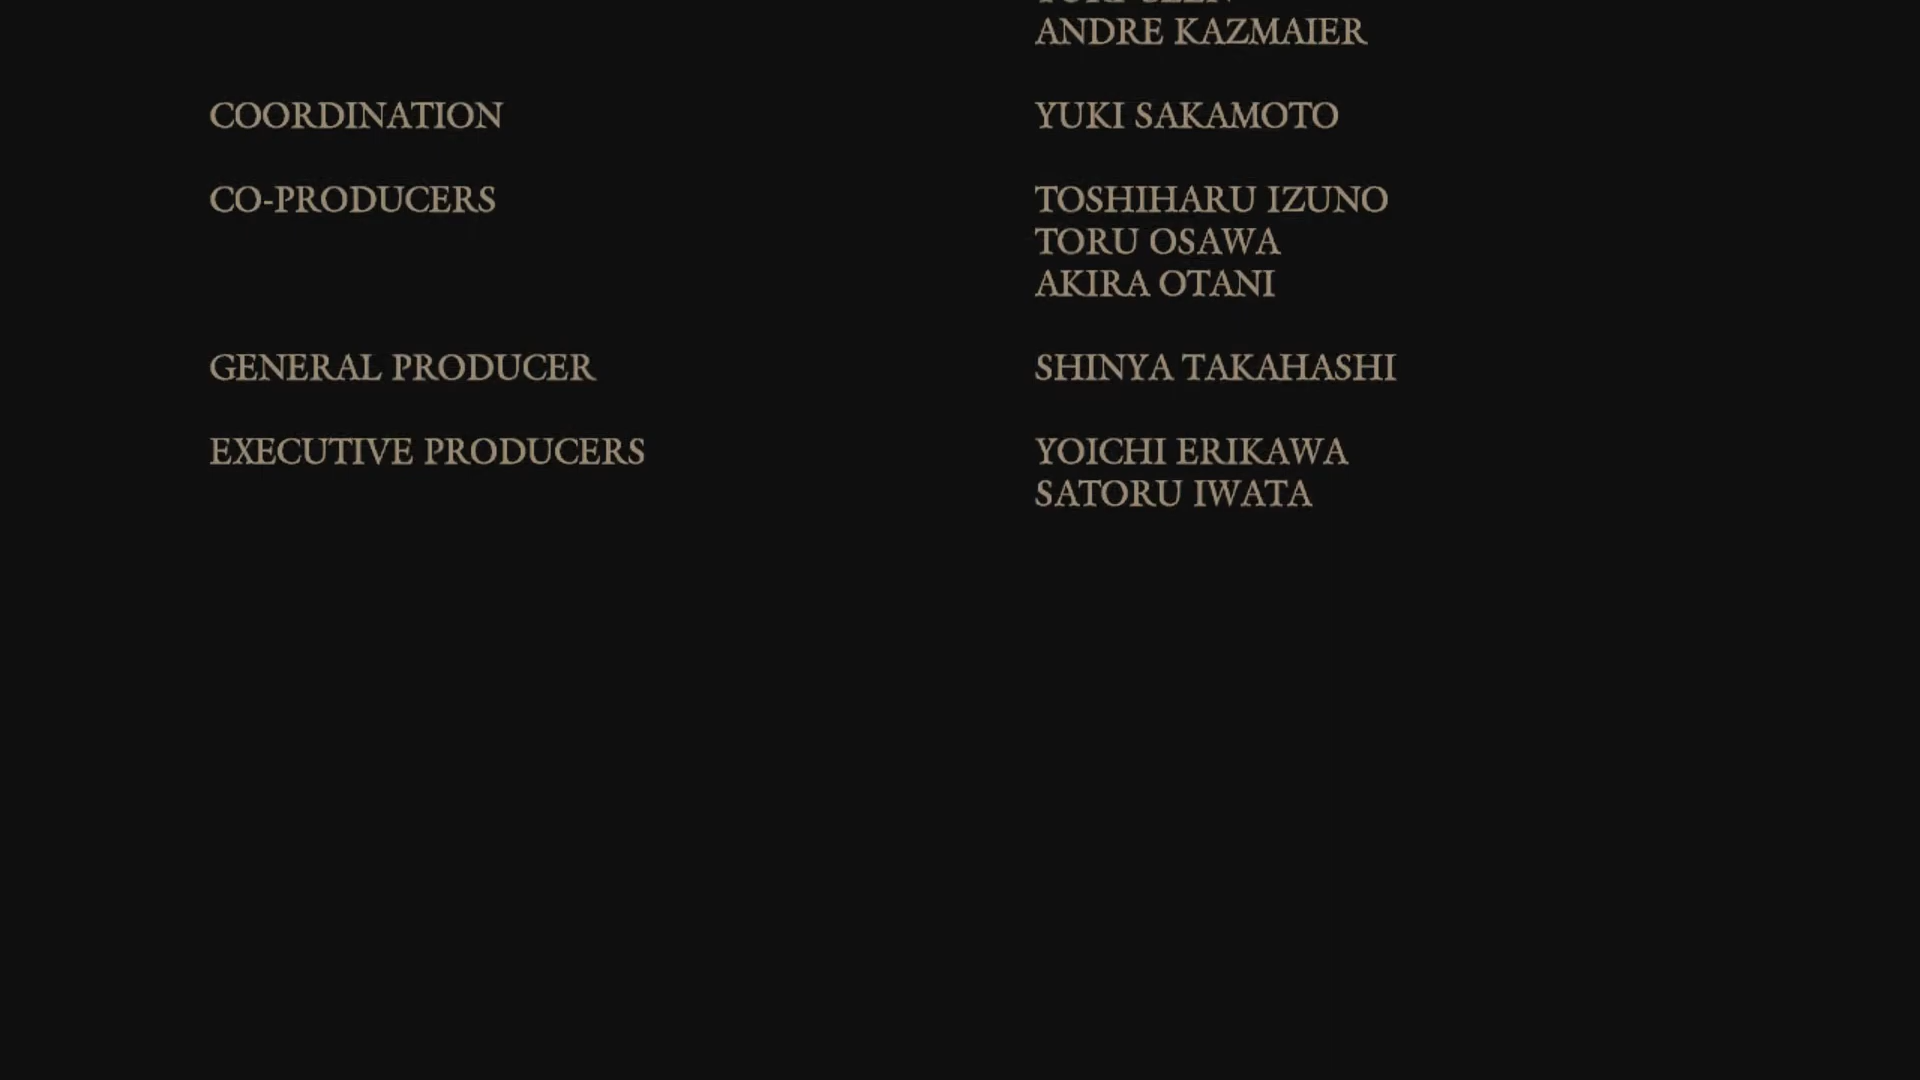 ANDRE KAZMAIER
COORDINATION YUKI SAKAMOTO
CO-PRODUCERS TOSHIHARU IZUNO
TORU OSAWA
AKIRA OTANI
GENERAL PRODUCER SHINYA TAKAHASHI
EXECUTIVE PRODUCERS YOICHI ERIKAWA
SATORU IWATA